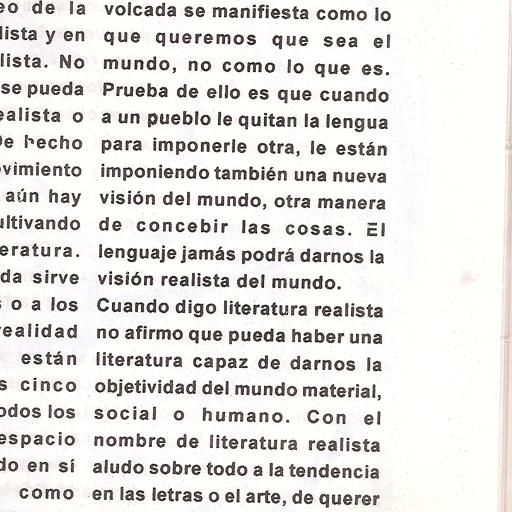 eo de la
lista y en
lista. No
se pueda
ealista o
De hecho
vimiento
aún hay
ultivando
eratura.
da sirve
s o a los
realidad
están
s cinco
odos los
espacio
do en sí
como
volcada se manifiesta como lo
que queremos que sea el
mundo, no como lo que es.
Prueba de ello es que cuando
a un pueblo le quitan la lengua
para imponerle otra, le están
imponiendo también una nueva
visión del mundo, otra manera
de concebir las cosas. El
lenguaje jamás podrá darnos la
visión realista del mundo.
Cuando digo literatura realista
no afirmo que pueda haber una
literatura capaz de darnos la
objetividad del mundo material,
social o humano. Con el
nombre de literatura realista
aludo sobre todo a la tendencia
en las letras o el arte, de querer